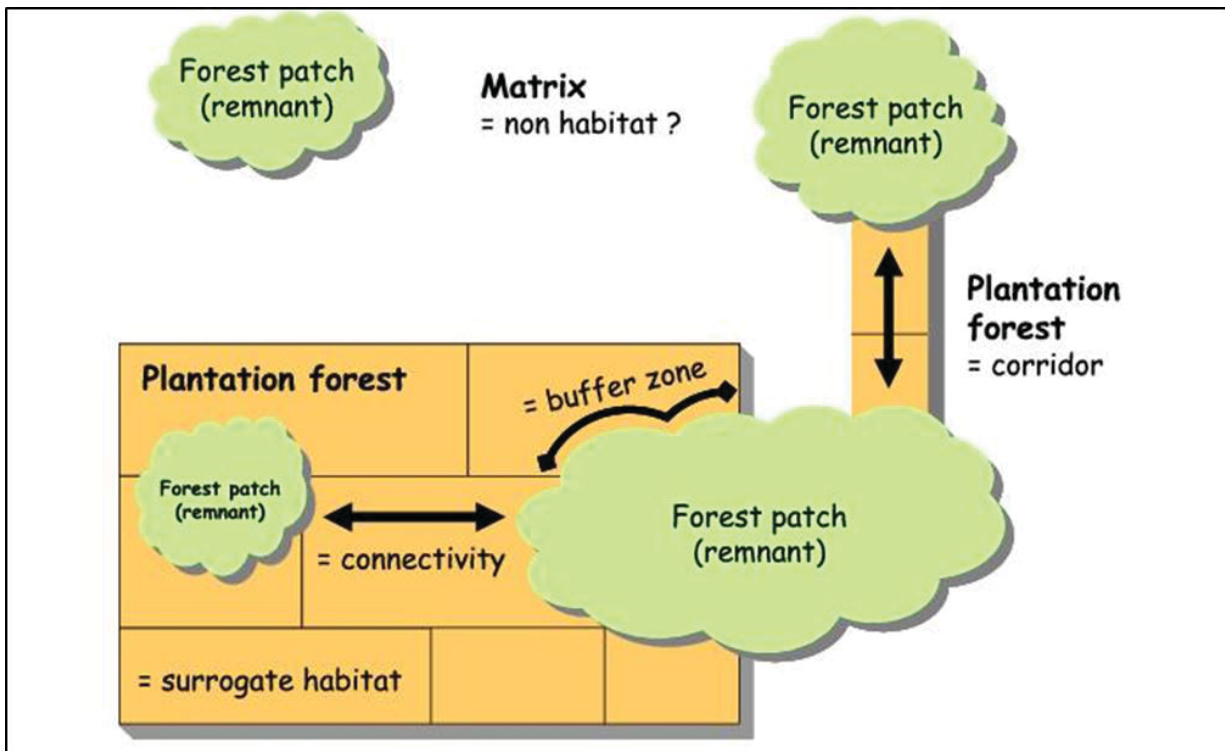 Forest patch
(remnant)
Matrix
= non habitat ?
Forest patch
(remnant)
Plantation
forest
= corridor
Plantation forest
= buffer zone
Forest patch
(remnant)
= connectivity
Forest patch
(remnant)
= surrogate habitat